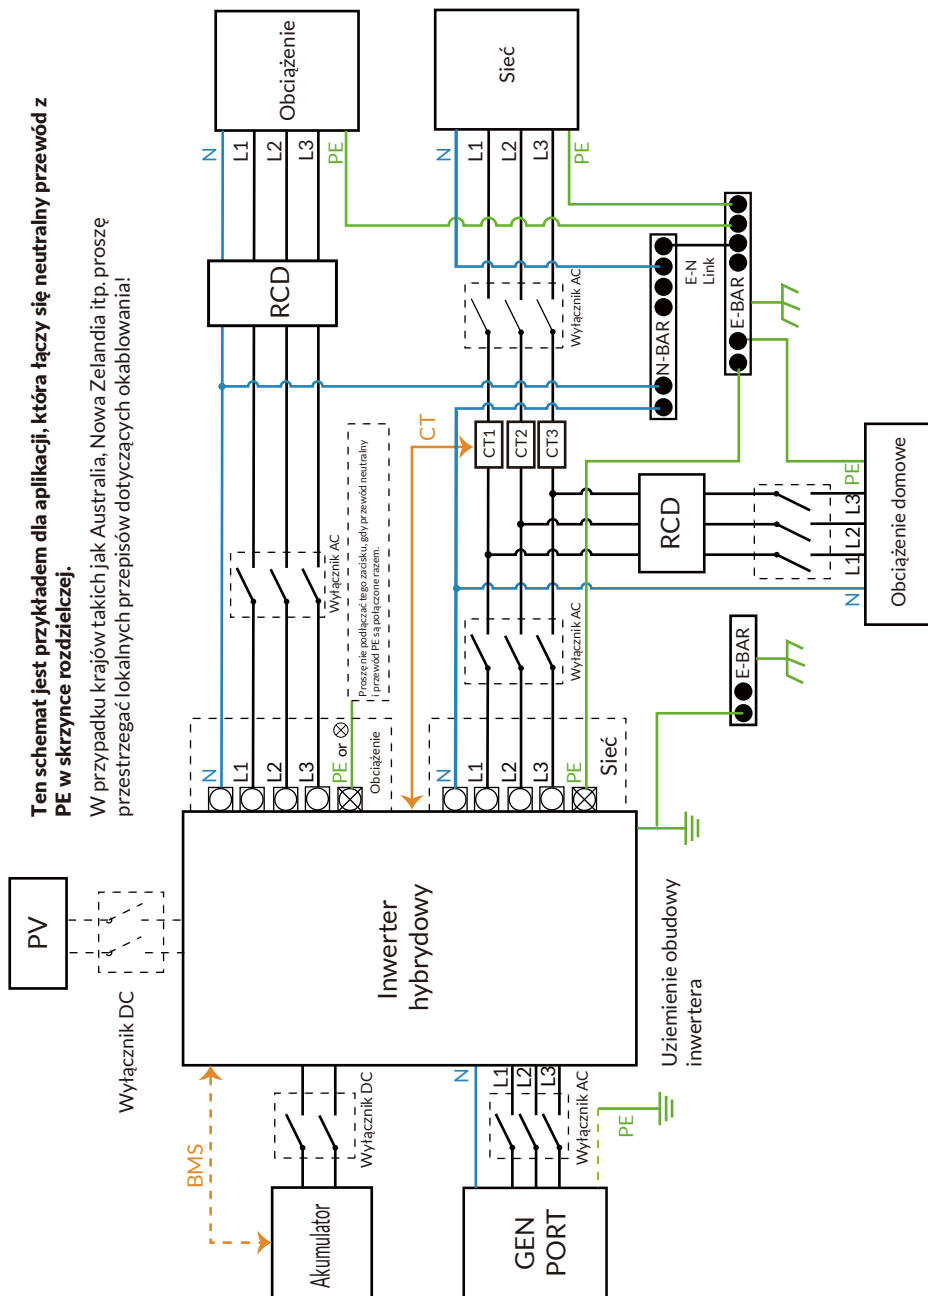 Ten schemat jest przykładem dla aplikacji, która łączy się neutralny przewód z
PE w skrzynce rozdzielczej.
W przypadku krajów takich jak Australia, Nowa Zelandia itp. proszę
przestrzegać lokalnych przepisów dotyczących okablowania!
PV
Wyłącznik DC
BMS
Akumulator
Wyłącznik DC
GEN
PORT
N
L1
L2
L3
Wyłącznik AC
PE
Inwerter
hybrydowy
Uziemienie obudowy
inwertera
N
L1
L2
L3
PE or
Obciążenie
Proszę nie podłączać tego zacisku, gdy przewód neutralny
i przewód PE są połączone razem.
Wyłącznik AC
RCD
N
L1
L2
L3
PE
Obciążenie
CT
N
L1
L2
L3
PE
Sieć
Wyłącznik AC
CT1
CT2
CT3
Wyłącznik AC
N
L1
L2
L3
PE
Sieć
N-BAR
E-N
Link
E-BAR
E-BAR
RCD
N
L1
L2
L3
PE
Obciążenie domowe